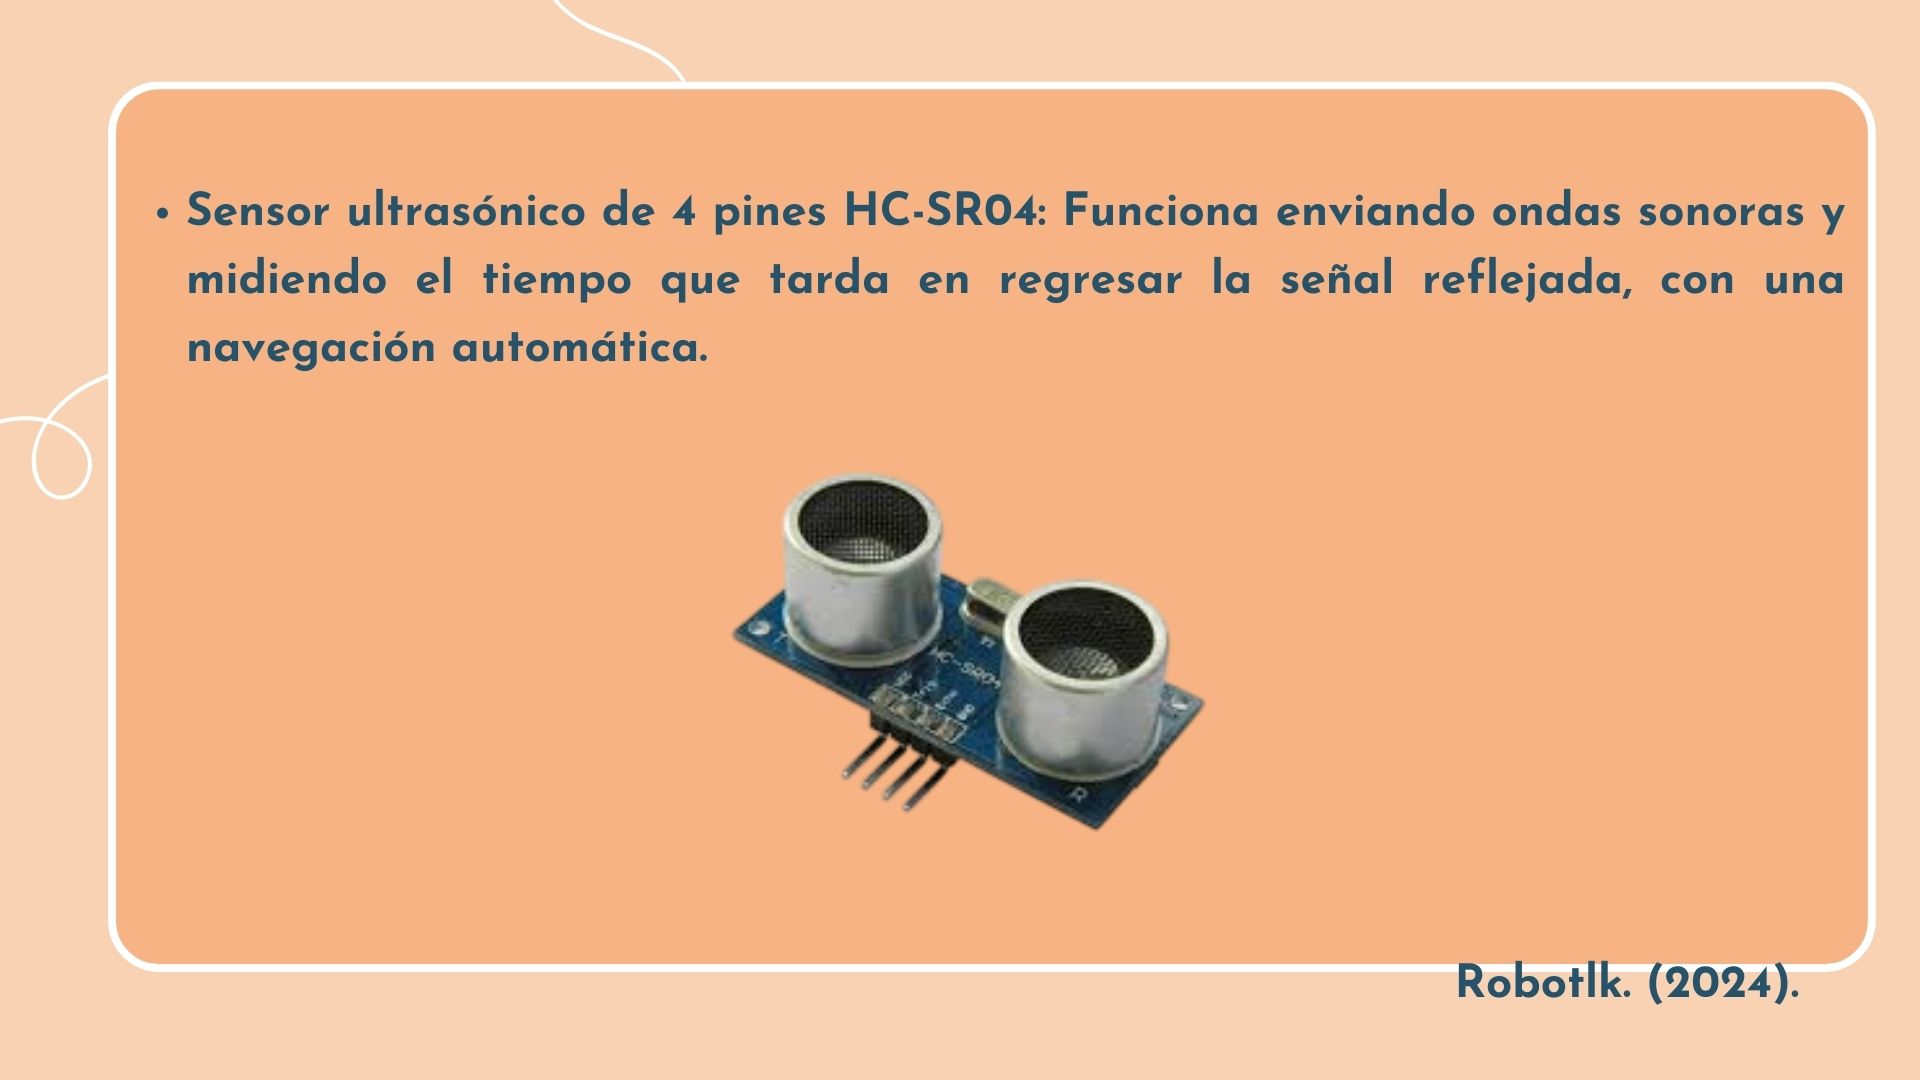 • Sensor ultrasónico de 4 pines HC-SR04: Funciona enviando ondas sonoras y
midiendo el tiempo que tarda en regresar la señal reflejada, con una
navegación automática.
T
HC-SR04
R
Robotlk. (2024).